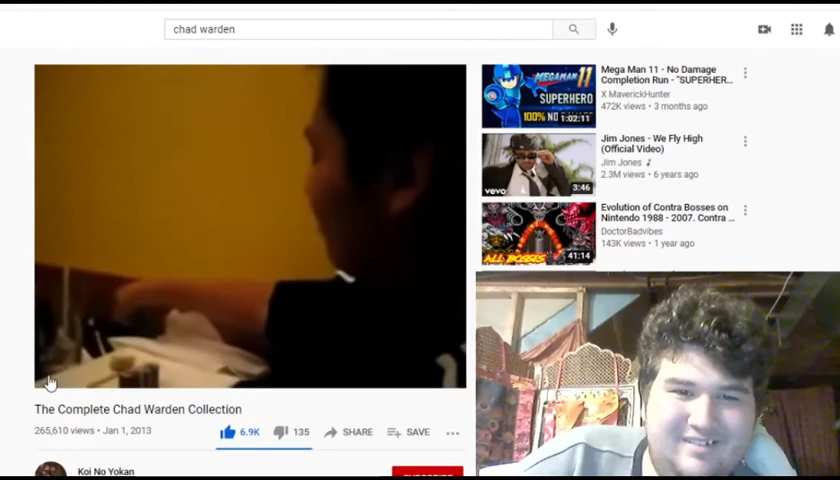 chad warden
MEGAMAN 11
SUPERHERO
100% NO
1:02:11
Mega Man 11 - No Damage
Completion Run - "SUPERHER...
X MaverickHunter
472K views • 3 months ago
vevo
3:46
Jim Jones - We Fly High
(Official Video)
Jim Jones
2.3M views • 6 years ago
ALL BOSSES
41:14
Evolution of Contra Bosses on
Nintendo 1988 - 2007. Contra ...
DoctorBadvibes
143K views • 1 year ago
The Complete Chad Warden Collection
265,610 views • Jan 1, 2013
6.9K
135
SHARE
SAVE
Koi No Yokan